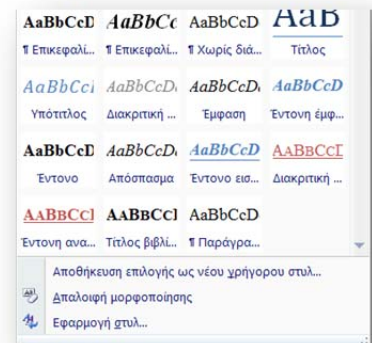 AaBbCcD AaBbCc AaBbCcD AaB
¶ Επικεφαλί... ¶ Επικεφαλί... ¶ Χωρίς διά... Τίτλος
AaBbCcI AaBbCcD AaBbCcD AaBbCcD
Υπότιτλος Διακριτική ... Έμφαση Έντονη έμφ...
AaBbCcD AaBbCcD AaBbCcD AABBCCD
Έντονο Απόσπασμα Έντονο εισ... Διακριτική ...
AABBCCI AABBCCI AaBbCcD
Έντονη ανα... Τίτλος βιβλί... ¶ Παράγρα...
Αποθήκευση επιλογής ως νέου γρήγορου στυλ...
Απαλοιφή μορφοποίησης
Εφαρμογή στυλ...